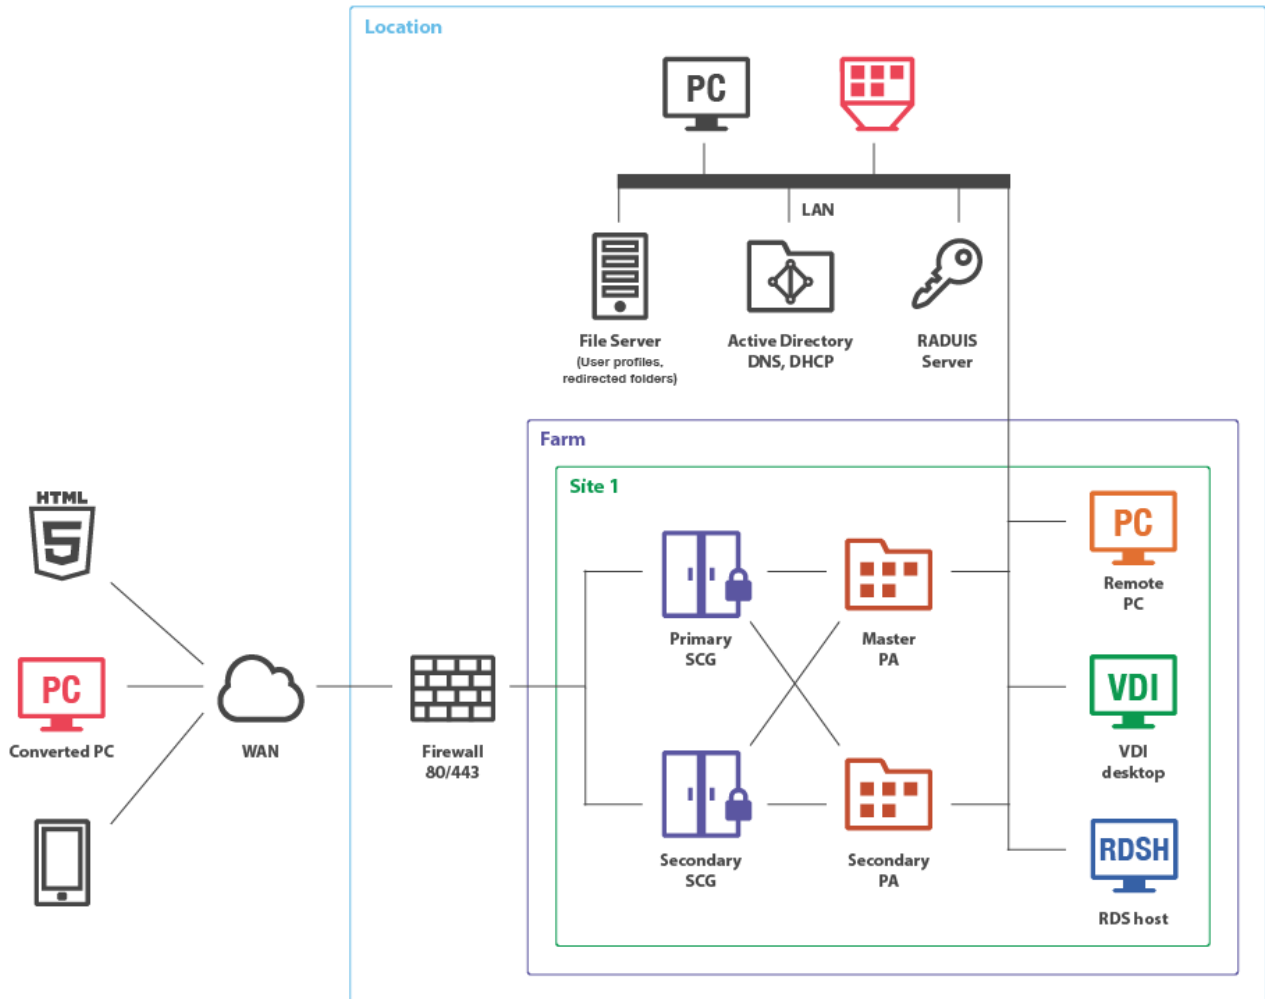 Location
PC
LAN
File Server
(User profiles,
redirected folders)
Active Directory
DNS, DHCP
RADUIS
Server
Farm
Site 1
HTML
5
PC
Converted PC
WAN
Firewall
80/443
Primary
SCG
Master
PA
Secondary
SCG
Secondary
PA
PC
Remote
PC
VDI
VDI
desktop
RDSH
RDS host